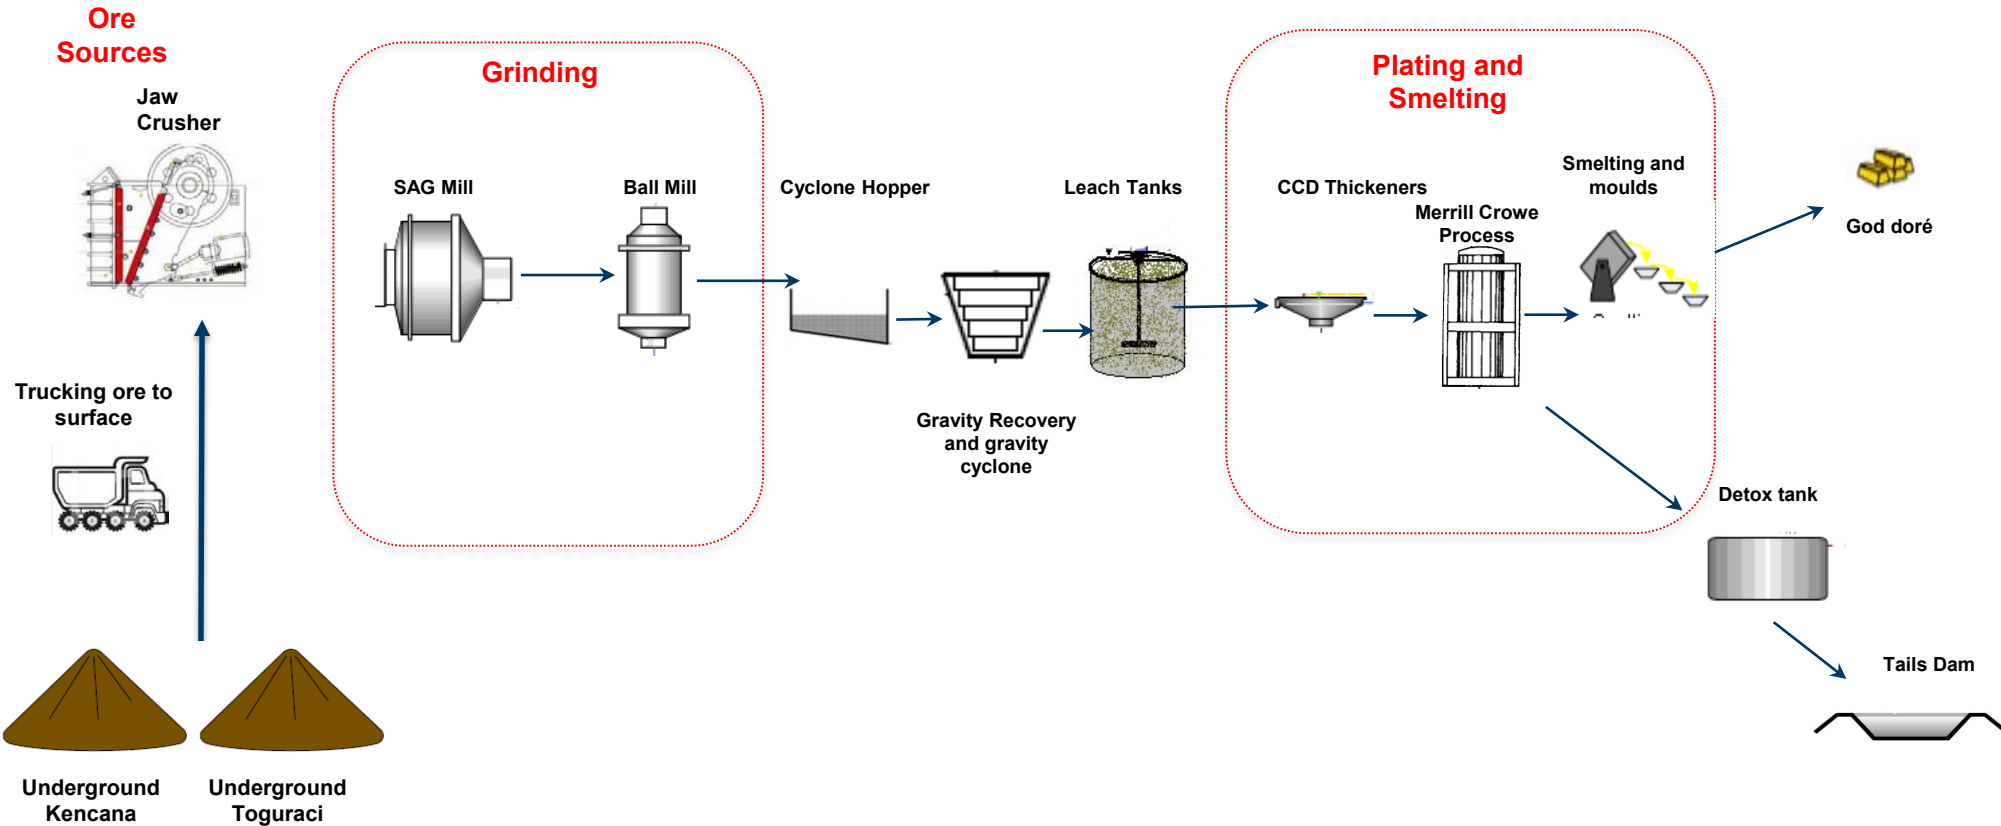 Ore
Sources
Jaw
Crusher
Trucking ore to
surface
Underground
Kencana
Underground
Toguraci
Grinding
SAG Mill
Ball Mill
Cyclone Hopper
Gravity Recovery
and gravity
cyclone
Leach Tanks
Plating and
Smelting
CCD Thickeners
Merrill Crowe
Process
Smelting and
moulds
God doré
Detox tank
Tails Dam